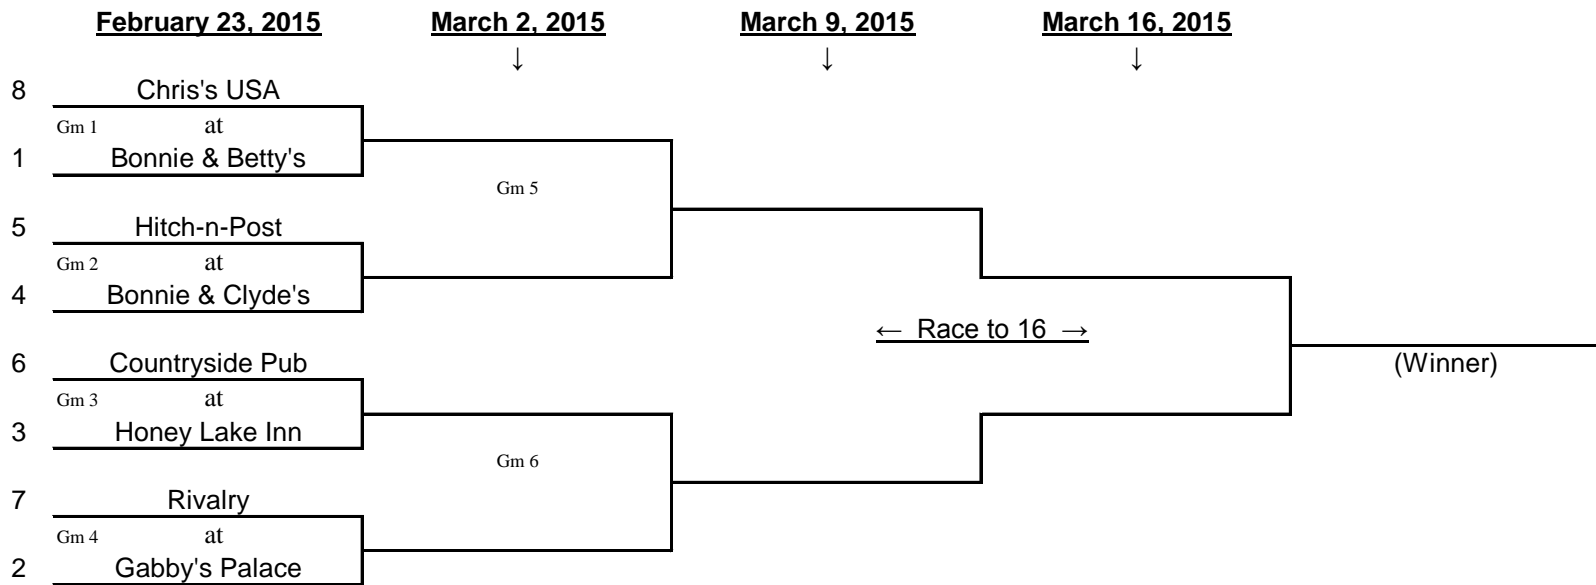 February 23, 2015 March 2, 2015 March 9, 2015 March 16, 2015
↓ ↓ ↓
8 Chris's USA
Gm 1 at
1 Bonnie & Betty's
Gm 5
5 Hitch-n-Post
Gm 2 at
4 Bonnie & Clyde's
← Race to 16 →
6 Countryside Pub (Winner)
Gm 3 at
3 Honey Lake Inn
Gm 6
7 Rivalry
Gm 4 at
2 Gabby's Palace